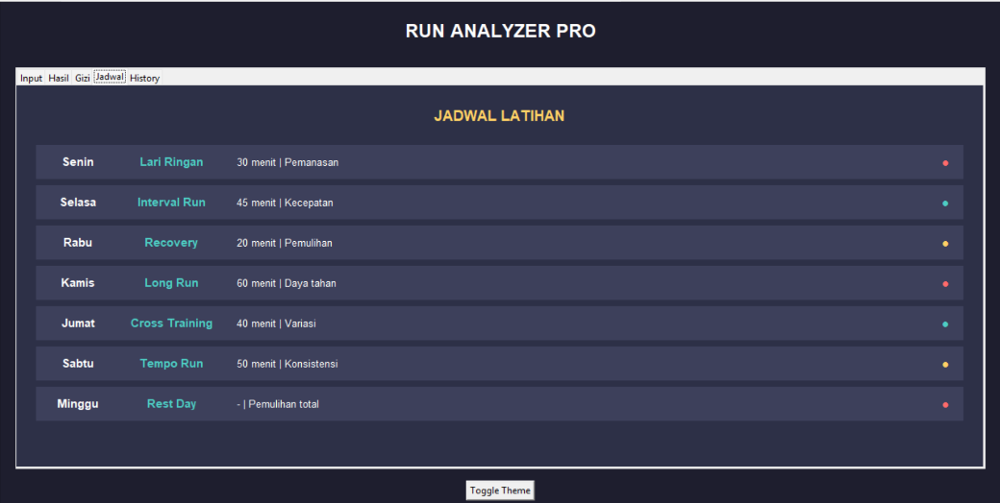 RUN ANALYZER PRO
Input Hasil Gizi Jadwal History
JADWAL LATIHAN
Senin Lari Ringan 30 menit | Pemanasan
Selasa Interval Run 45 menit | Kecepatan
Rabu Recovery 20 menit | Pemulihan
Kamis Long Run 60 menit | Daya tahan
Jumat Cross Training 40 menit | Variasi
Sabtu Tempo Run 50 menit | Konsistensi
Minggu Rest Day - | Pemulihan total
Toggle Theme